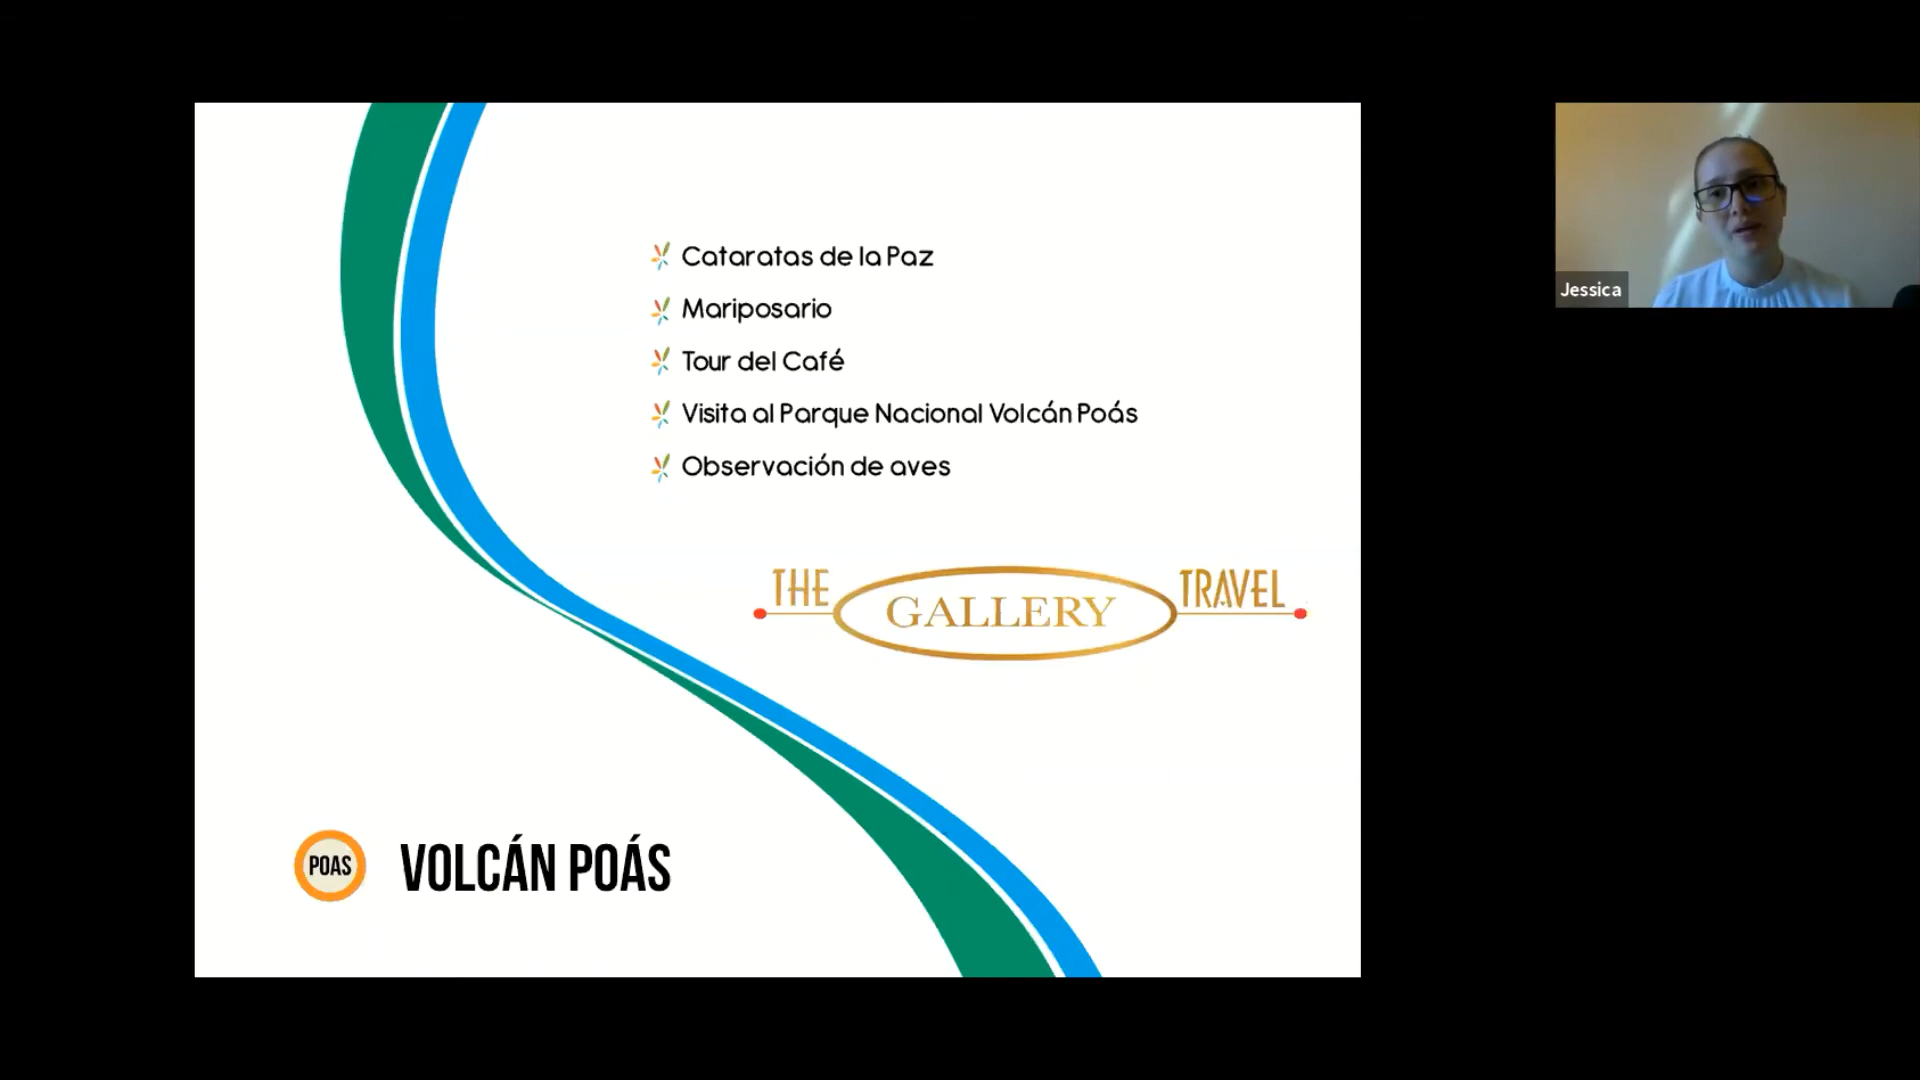 Cataratas de la Paz
Mariposario
Tour del Café
Visita al Parque Nacional Volcán Poás
Observación de aves
THE GALLERY TRAVEL
POAS VOLCÁN POÁS
Jessica